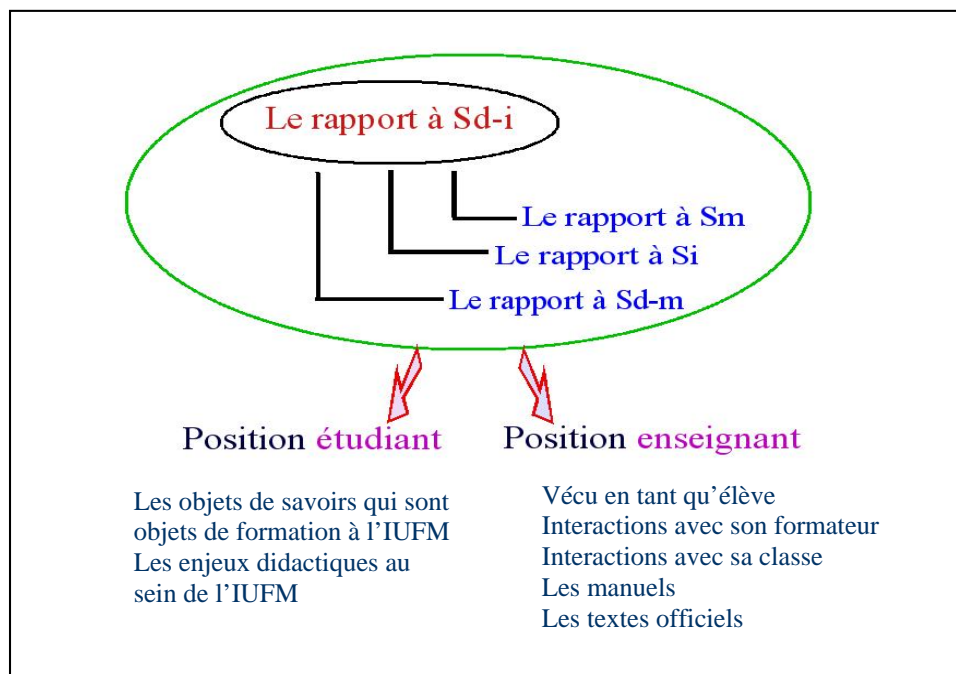 Le rapport à Sd-i
Le rapport à Sm
Le rapport à Si
Le rapport à Sd-m
Position étudiant
Les objets de savoirs qui sont
objets de formation à l’IUFM
Les enjeux didactiques au
sein de l’IUFM
Position enseignant
Vécu en tant qu’élève
Interactions avec son formateur
Interactions avec sa classe
Les manuels
Les textes officiels